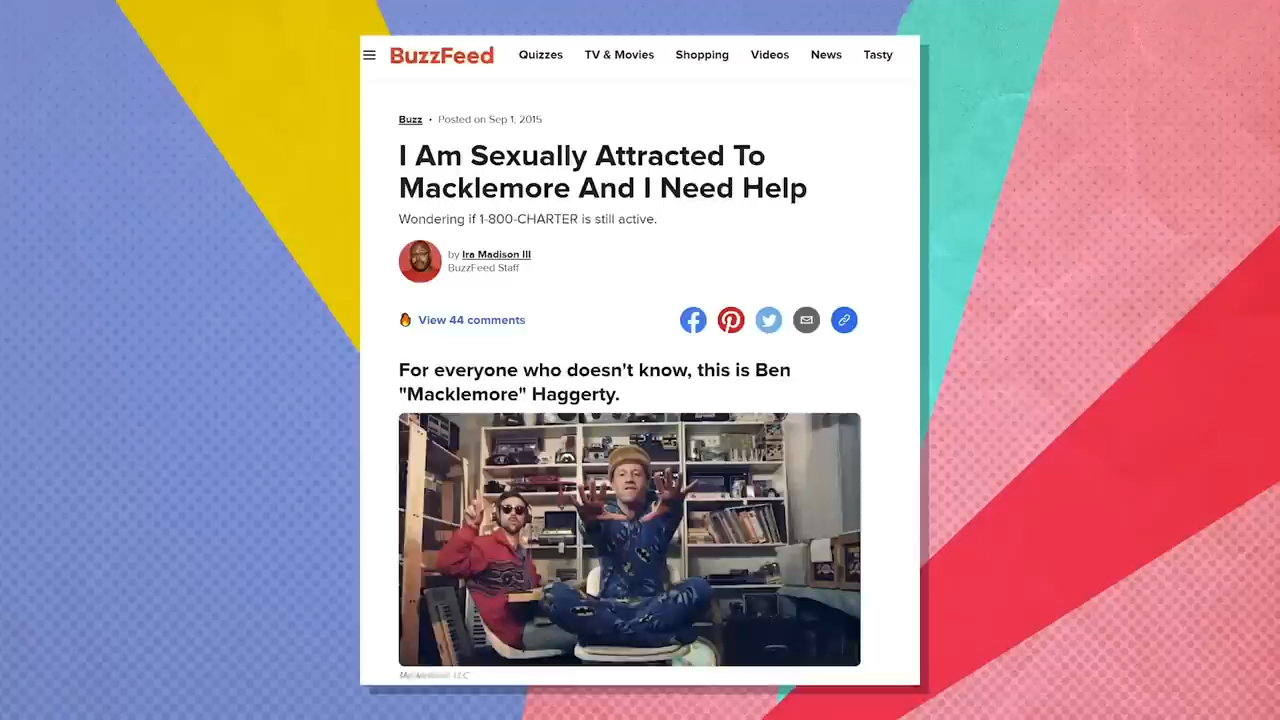 BuzzFeed Quizzes TV & Movies Shopping Videos News Tasty
Buzz • Posted on Sep 1, 2015
I Am Sexually Attracted To
Macklemore And I Need Help
Wondering if 1-800-CHARTER is still active.
by Ira Madison III
BuzzFeed Staff
View 44 comments
For everyone who doesn't know, this is Ben
"Macklemore" Haggerty.
LLC